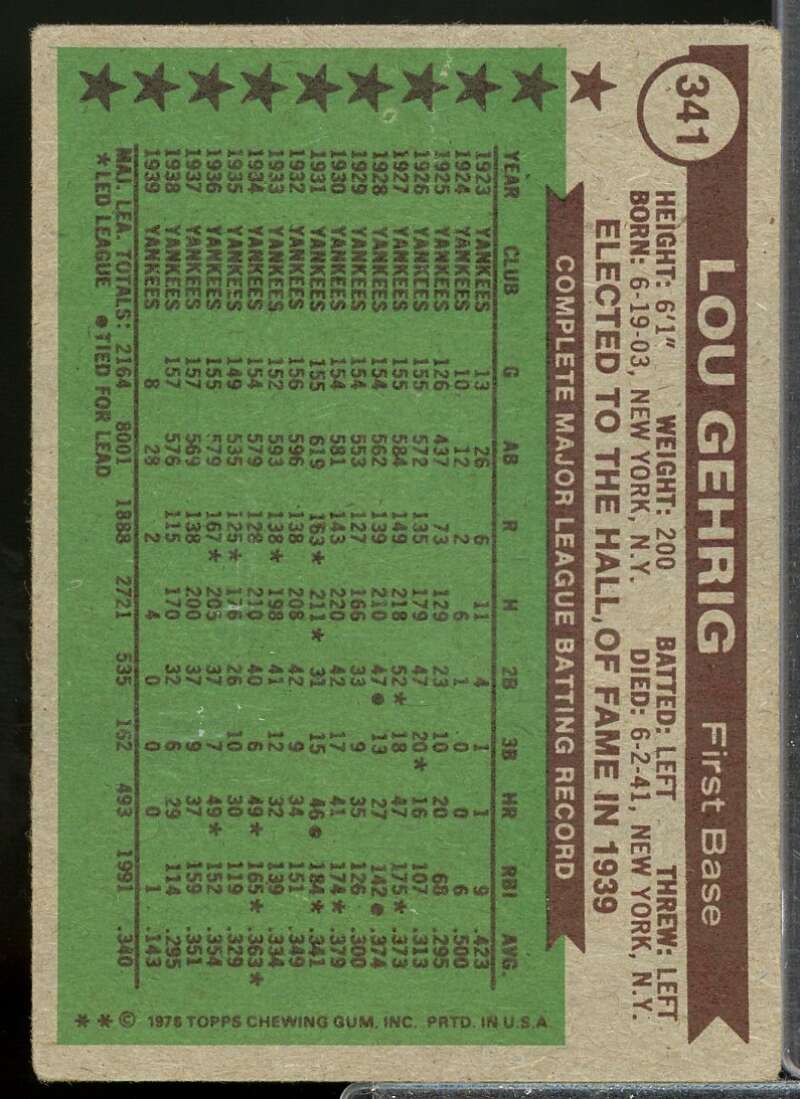 341
LOU GEHRIG First Base
HEIGHT: 6'1" WEIGHT: 200 BATTED: LEFT THREW: LEFT
BORN: 6-19-03, NEW YORK, N.Y. DIED: 6-2-41, NEW YORK, N.Y.
ELECTED TO THE HALL OF FAME IN 1939
COMPLETE MAJOR LEAGUE BATTING RECORD
YEAR CLUB G AB R H 2B 3B HR RBI AVG.
1923 YANKEES 13 26 6 11 4 1 1 9 .423
1924 YANKEES 10 12 2 6 1 0 0 6 .500
1925 YANKEES 126 437 73 129 23 10 20 68 .295
1926 YANKEES 155 572 135 179 47 20* 16 107 .313
1927 YANKEES 155 584 149 218 52* 18 47 175* .373
1928 YANKEES 154 562 139 210 47● 13 27 142● .374
1929 YANKEES 154 553 127 166 33 9 35 126 .300
1930 YANKEES 154 581 143 220 42 17 41 174* .379
1931 YANKEES 155 619 163* 211* 31 15 46● 184* .341
1932 YANKEES 156 596 138 208 42 9 34 151 .349
1933 YANKEES 152 593 138* 198 41 12 32 139 .334
1934 YANKEES 154 579 128 210 40 6 49* 165* .363*
1935 YANKEES 149 535 125* 176 26 10 30 119 .329
1936 YANKEES 155 579 167* 205 37 7 49* 152 .354
1937 YANKEES 157 569 138 200 37 9 37 159 .351
1938 YANKEES 157 576 115 170 32 6 29 114 .295
1939 YANKEES 8 28 2 4 0 0 0 1 .143
MAJ. LEA. TOTALS: 2164 8001 1888 2721 535 162 493 1991 .340
*LED LEAGUE ●TIED FOR LEAD
* * © 1976 TOPPS CHEWING GUM, INC. PRTD. IN U.S.A.